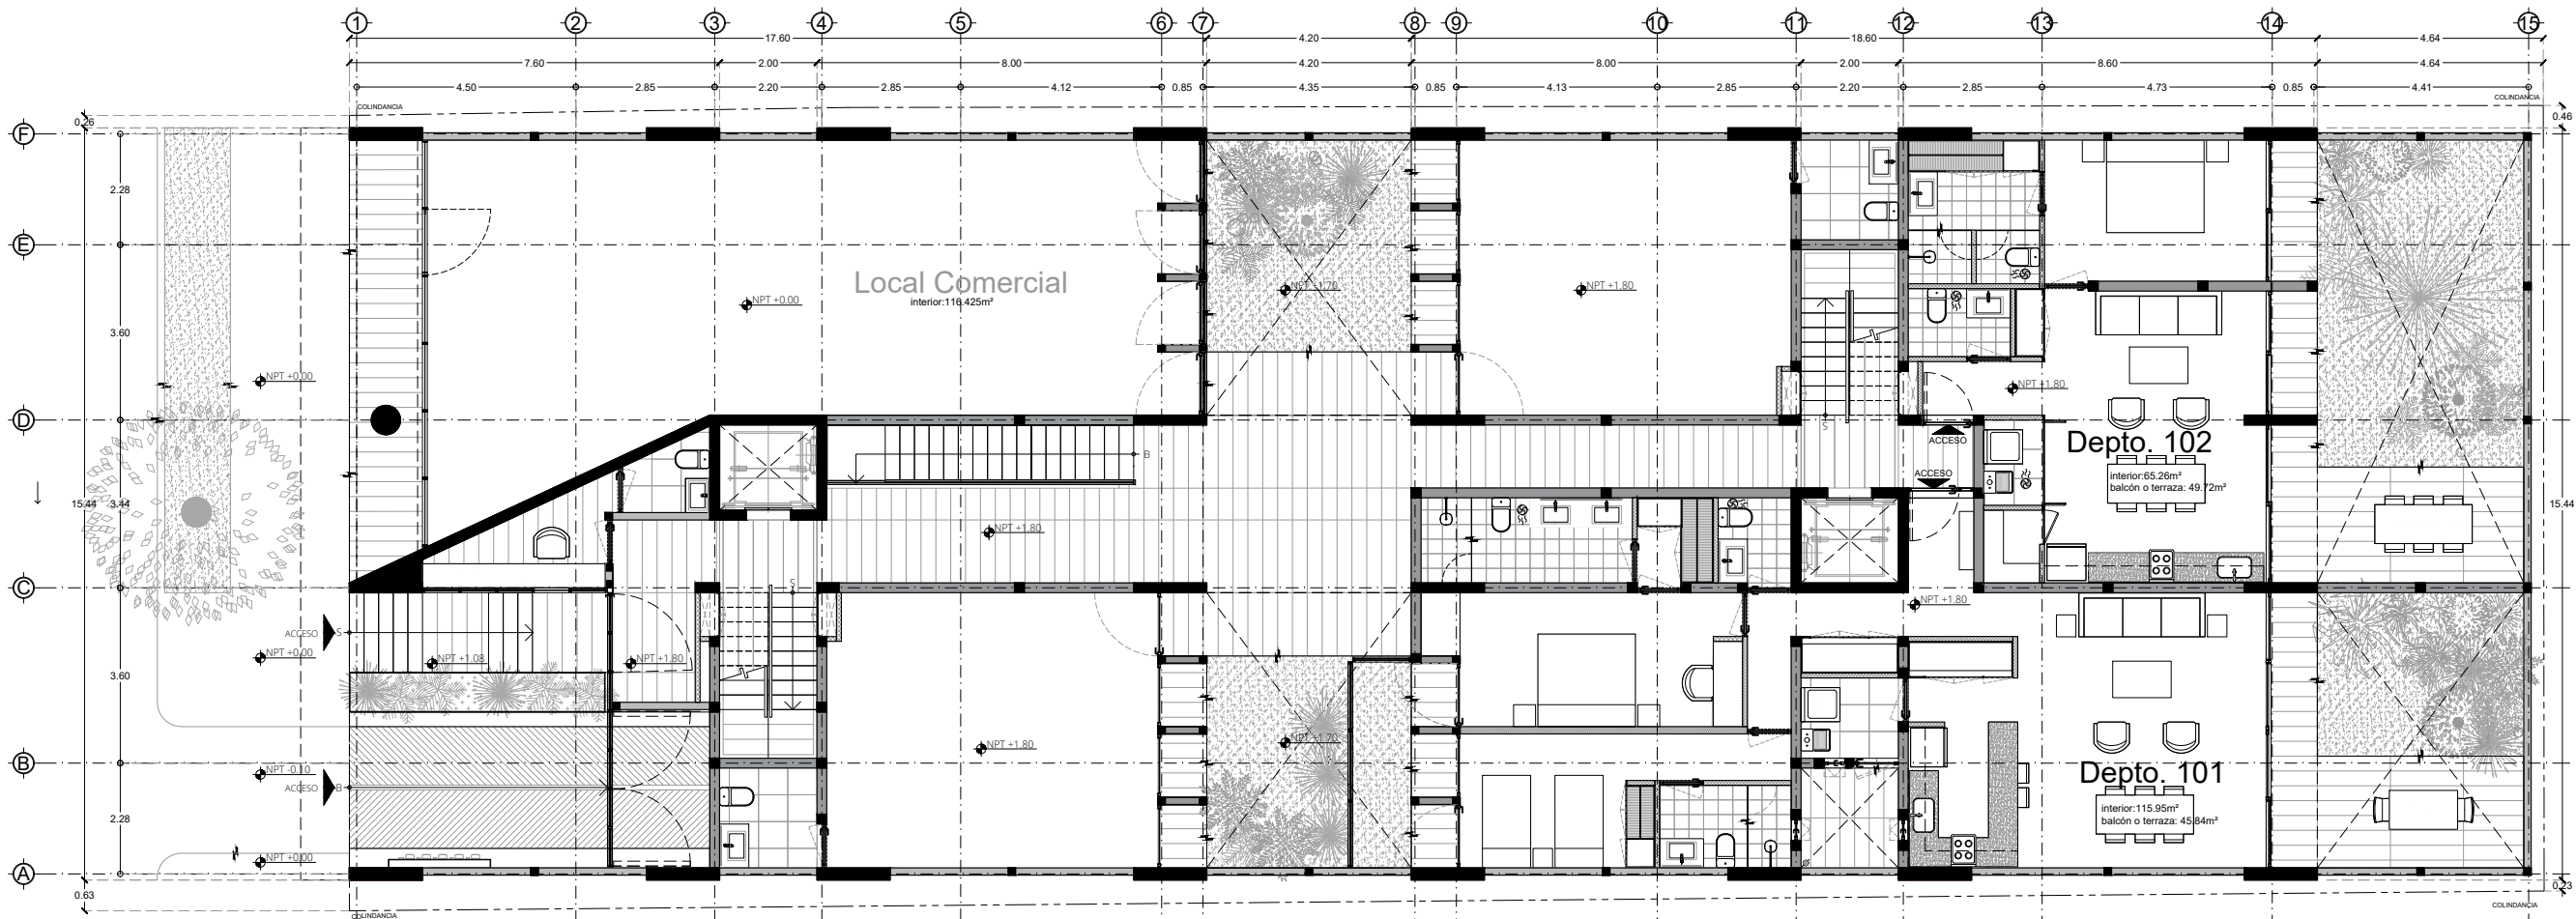 1 2 3 4 5 6 7 8 9 10 11 12 13 14 15
17.60 4.20 18.60 4.64
7.60 2.00 8.00 4.20 8.00 2.00 8.60 4.64
4.50 2.85 2.20 2.85 4.12 0.85 4.35 0.85 4.13 2.85 2.20 2.85 4.73 0.85 4.41
COLINDANCIA
COLINDANCIA
0.26
0.46
F
2.28
E
Local Comercial
interior:116.425m²
NPT +0.00
NPT +1.70
NPT +1.80
3.60
NPT +0.00
NPT +1.80
D
S
ACCESO
Depto. 102
B
ACCESO
interior:65.26m²
balcón o terraza: 49.72m²
15.44
3.44
15.44
NPT +1.80
C
S
NPT +1.80
ACCESO
S
NPT +0.00
NPT +1.08
NPT +1.80
3.60
NPT +1.70
NPT +1.80
B
NPT -0.10
Depto. 101
ACCESO
B
interior:115.95m²
balcón o terraza: 45.84m²
2.28
NPT +0.00
A
0.63
0.23
COLINDANCIA
COLINDANCIA